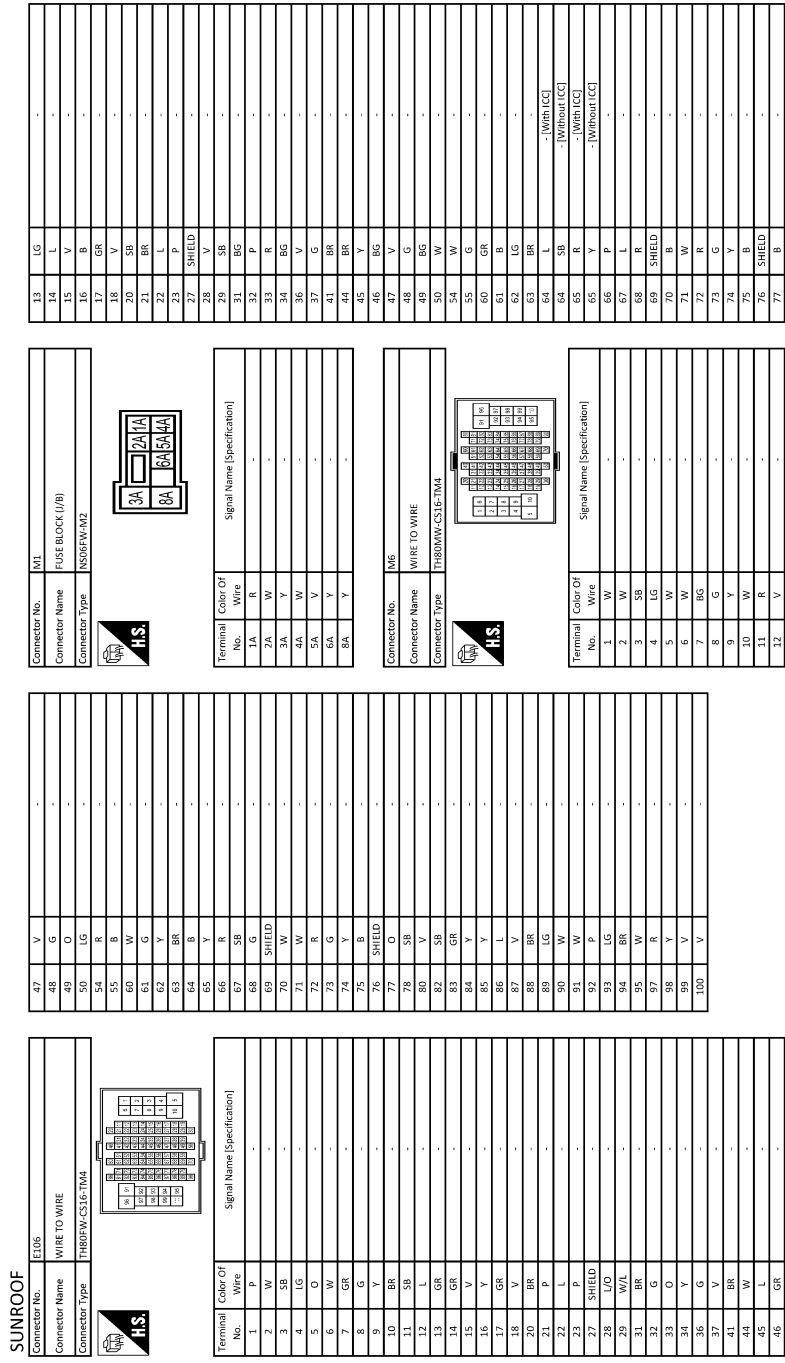 SUNROOF
Connector No. E106
Connector Name WIRE TO WIRE
Connector Type TH80FW-CS16-TM4
H.S.
Terminal No. Color Of Wire Signal Name [Specification]
1 P -
2 W -
3 SB -
4 LG -
5 O -
6 W -
7 GR -
8 G -
9 Y -
10 BR -
11 SB -
12 L -
13 GR -
14 GR -
15 V -
16 Y -
17 GR -
18 V -
20 BR -
21 P -
22 L -
23 P -
27 SHIELD -
28 L/O -
29 W/L -
31 BR -
32 G -
33 O -
34 Y -
36 G -
37 V -
41 BR -
44 W -
45 L -
46 GR -
47 V -
48 G -
49 O -
50 LG -
54 R -
55 B -
60 W -
61 G -
62 Y -
63 BR -
64 B -
65 Y -
66 R -
67 SB -
68 G -
69 SHIELD -
70 W -
71 W -
72 R -
73 G -
74 Y -
75 B -
76 SHIELD -
77 O -
78 SB -
80 V -
82 SB -
83 GR -
84 Y -
85 Y -
86 L -
87 V -
88 BR -
89 LG -
90 W -
91 W -
92 P -
93 LG -
94 BR -
95 W -
97 R -
98 Y -
99 V -
100 V -
Connector No. M1
Connector Name FUSE BLOCK (J/B)
Connector Type NS06FW-M2
H.S.
3A 2A 1A
8A 6A 5A 4A
Terminal No. Color Of Wire Signal Name [Specification]
1A R -
2A W -
3A Y -
4A W -
5A V -
6A Y -
8A Y -
Connector No. M6
Connector Name WIRE TO WIRE
Connector Type TH80MW-CS16-TM4
H.S.
Terminal No. Color Of Wire Signal Name [Specification]
1 W -
2 W -
3 SB -
4 LG -
5 W -
6 W -
7 BG -
8 G -
9 Y -
10 W -
11 R -
12 V -
13 LG -
14 L -
15 V -
16 B -
17 GR -
18 V -
20 SB -
21 BR -
22 L -
23 P -
27 SHIELD -
28 V -
29 SB -
31 BG -
32 P -
33 R -
34 BG -
36 V -
37 G -
41 BR -
44 BR -
45 Y -
46 BG -
47 V -
48 G -
49 BG -
50 W -
54 W -
55 G -
60 GR -
61 B -
62 LG -
63 BR -
64 L - [With ICC]
64 SB - [Without ICC]
65 R - [With ICC]
65 Y - [Without ICC]
66 P -
67 L -
68 R -
69 SHIELD -
70 B -
71 W -
72 R -
73 G -
74 Y -
75 B -
76 SHIELD -
77 B -